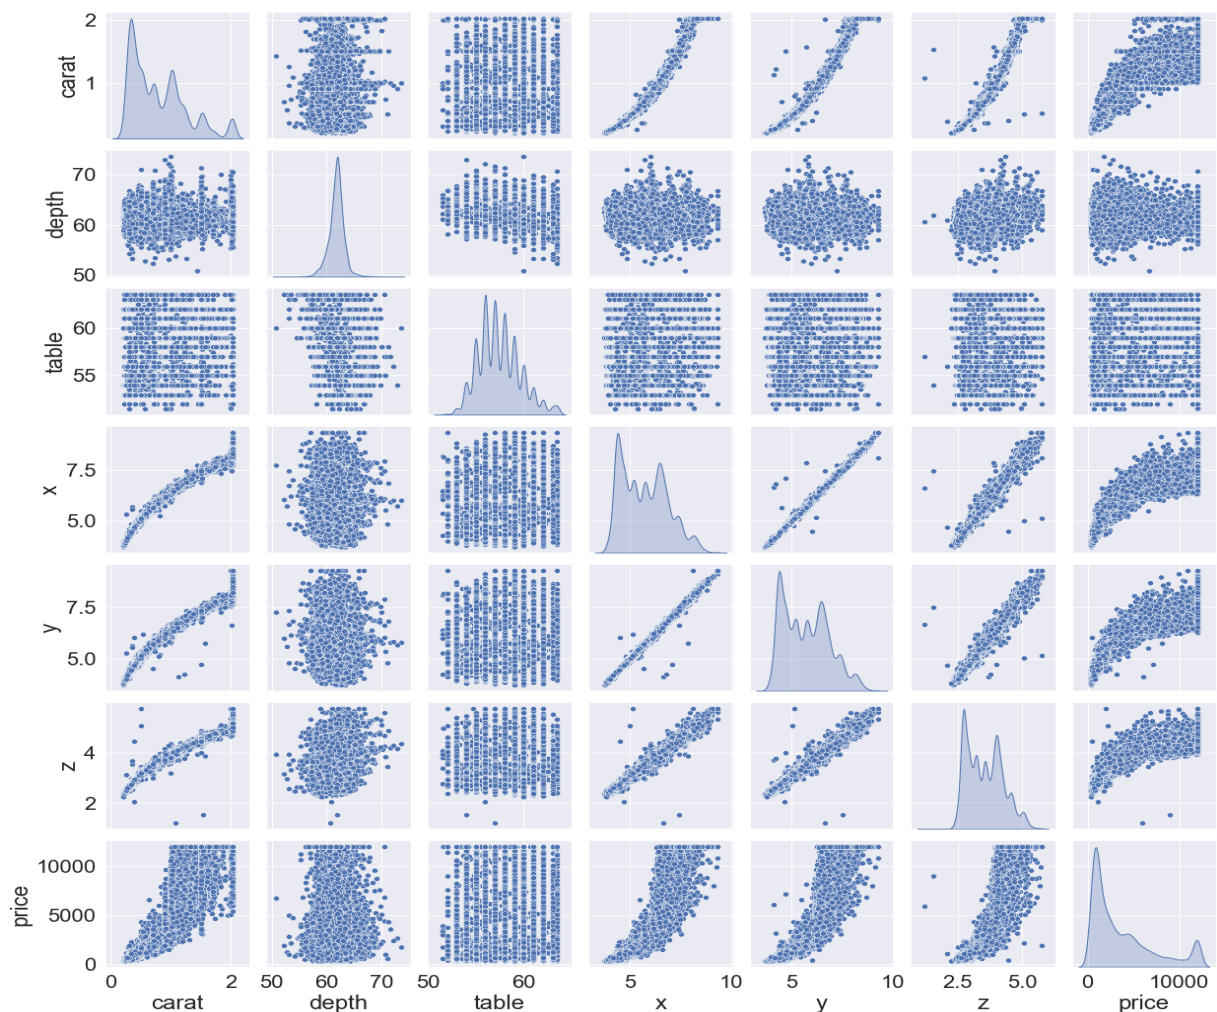 2
carat
1
70
depth
60
50
60
table
55
7.5
x
5.0
7.5
y
5.0
4
z
2
10000
price
5000
0
0 2 50 60 70 50 60 5 10 5 10 2.5 5.0 0 10000
carat depth table x y z price